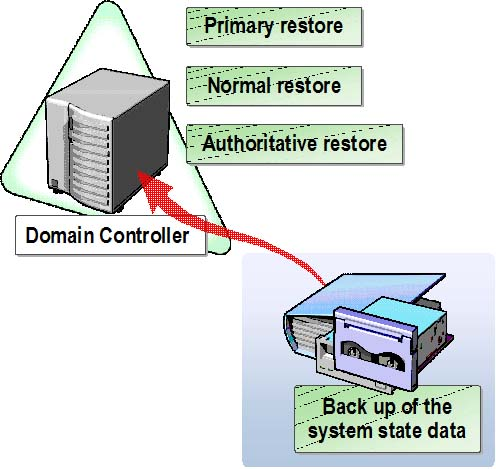 Primary restore
Normal restore
Authoritative restore
Domain Controller
Back up of the
system state data